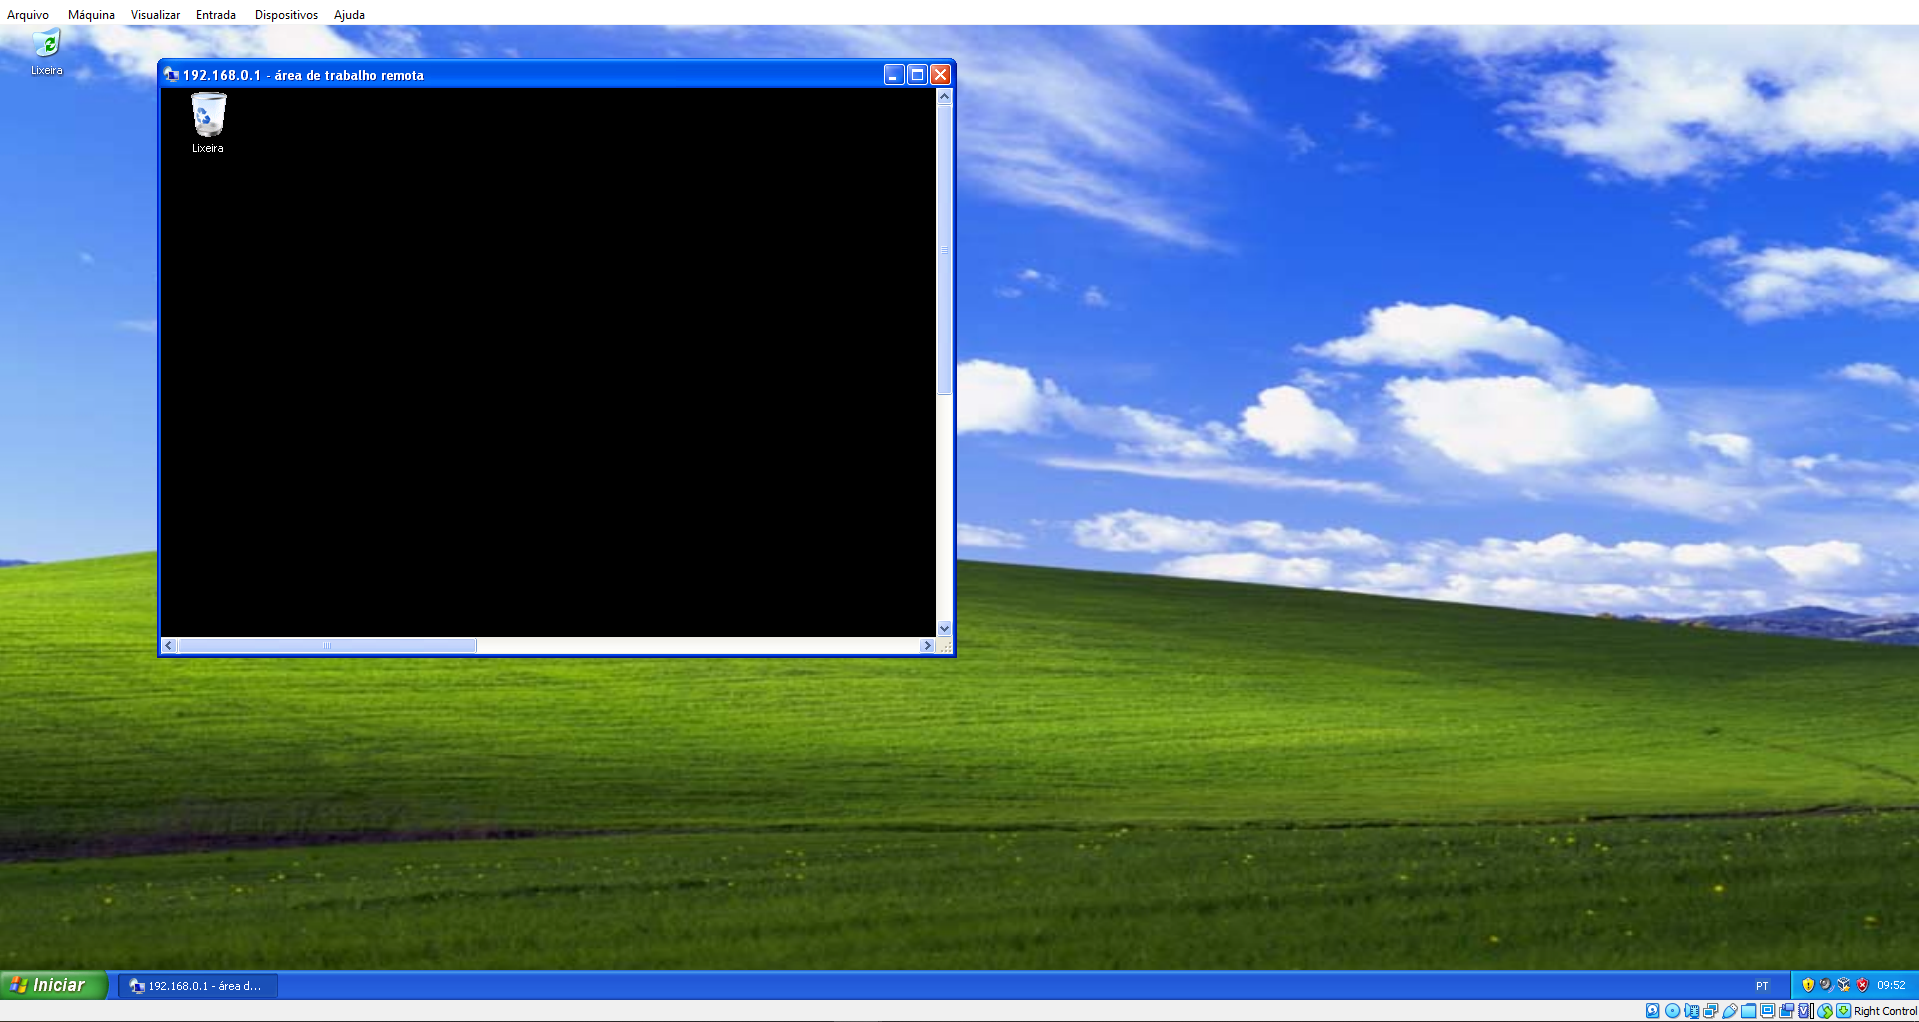 Arquivo Máquina Visualizar Entrada Dispositivos Ajuda
Lixeira
192.168.0.1 - área de trabalho remota
Lixeira
Iniciar
192.168.0.1 - área d...
PT
09:52
Right Control